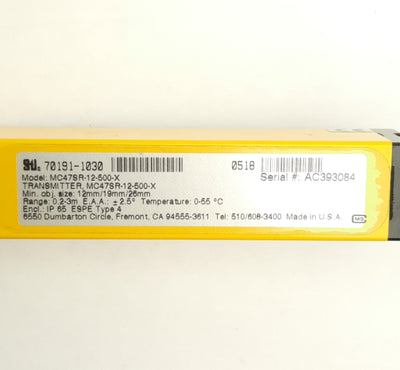 STI® 70191-1030 0518
Model: MC47SR-12-500-X Serial #: AC393084
TRANSMITTER, MC47SR-12-500-X
Min. obj. size: 12mm/19mm/26mm
Range: 0.2-3m E.A.A.: ± 2.5° Temperature: 0-55 °C
Encl.: IP 65 ESPE Type 4
6550 Dumbarton Circle, Fremont, CA 94555-3611 Tel: 510/608-3400 Made in U.S.A.